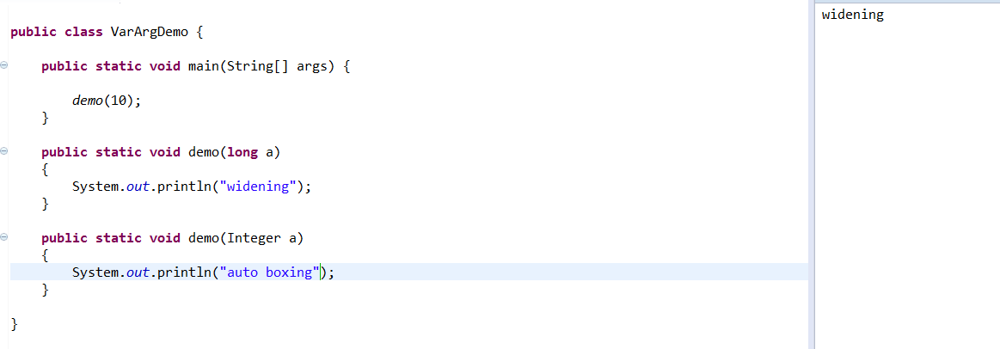 public class VarArgDemo {
public static void main(String[] args) {
demo(10);
}
public static void demo(long a)
{
System.out.println("widening");
}
public static void demo(Integer a)
{
System.out.println("auto boxing");
}
}
widening